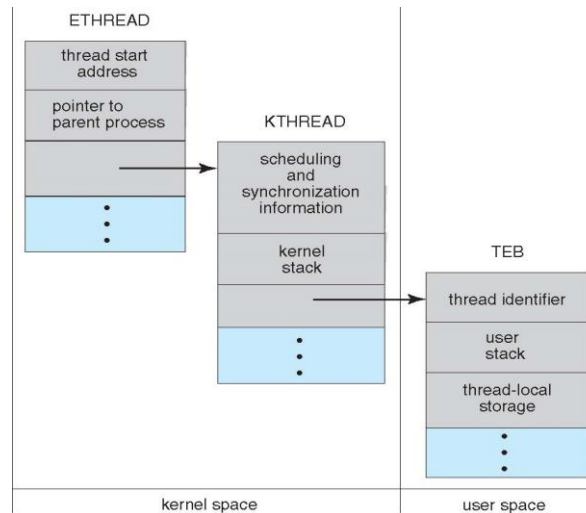 ETHREAD
thread start
address
pointer to
parent process
KTHREAD
scheduling
and
synchronization
information
kernel
stack
TEB
thread identifier
user
stack
thread-local
storage
kernel space
user space